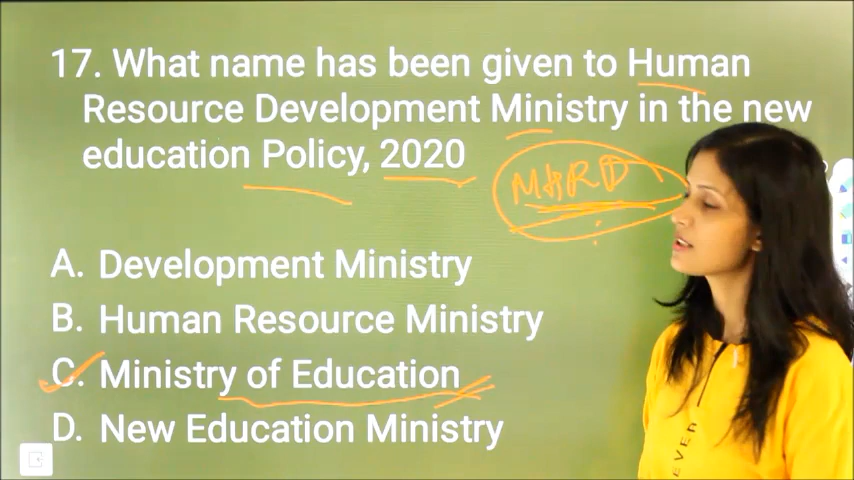 17. What name has been given to Human
Resource Development Ministry in the new
education Policy, 2020
MHRD
A. Development Ministry
B. Human Resource Ministry
C. Ministry of Education
D. New Education Ministry
EVER